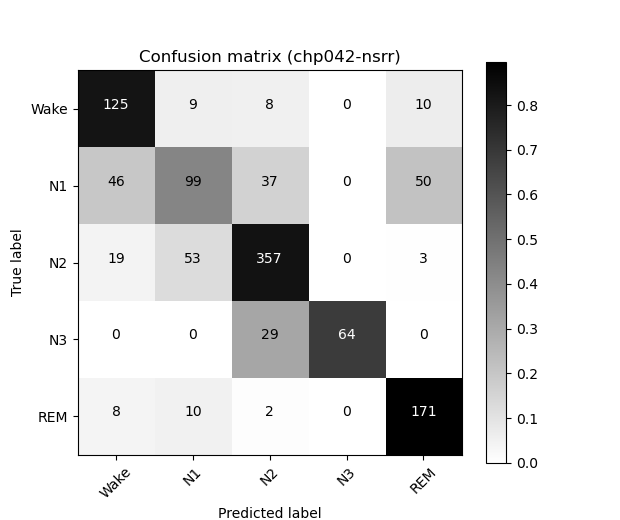 Confusion matrix (chp042-nsrr)
Wake 125 9 8 0 10
N1 46 99 37 0 50
N2 19 53 357 0 3
N3 0 0 29 64 0
REM 8 10 2 0 171
Wake N1 N2 N3 REM
Predicted label
True label
0.8
0.7
0.6
0.5
0.4
0.3
0.2
0.1
0.0